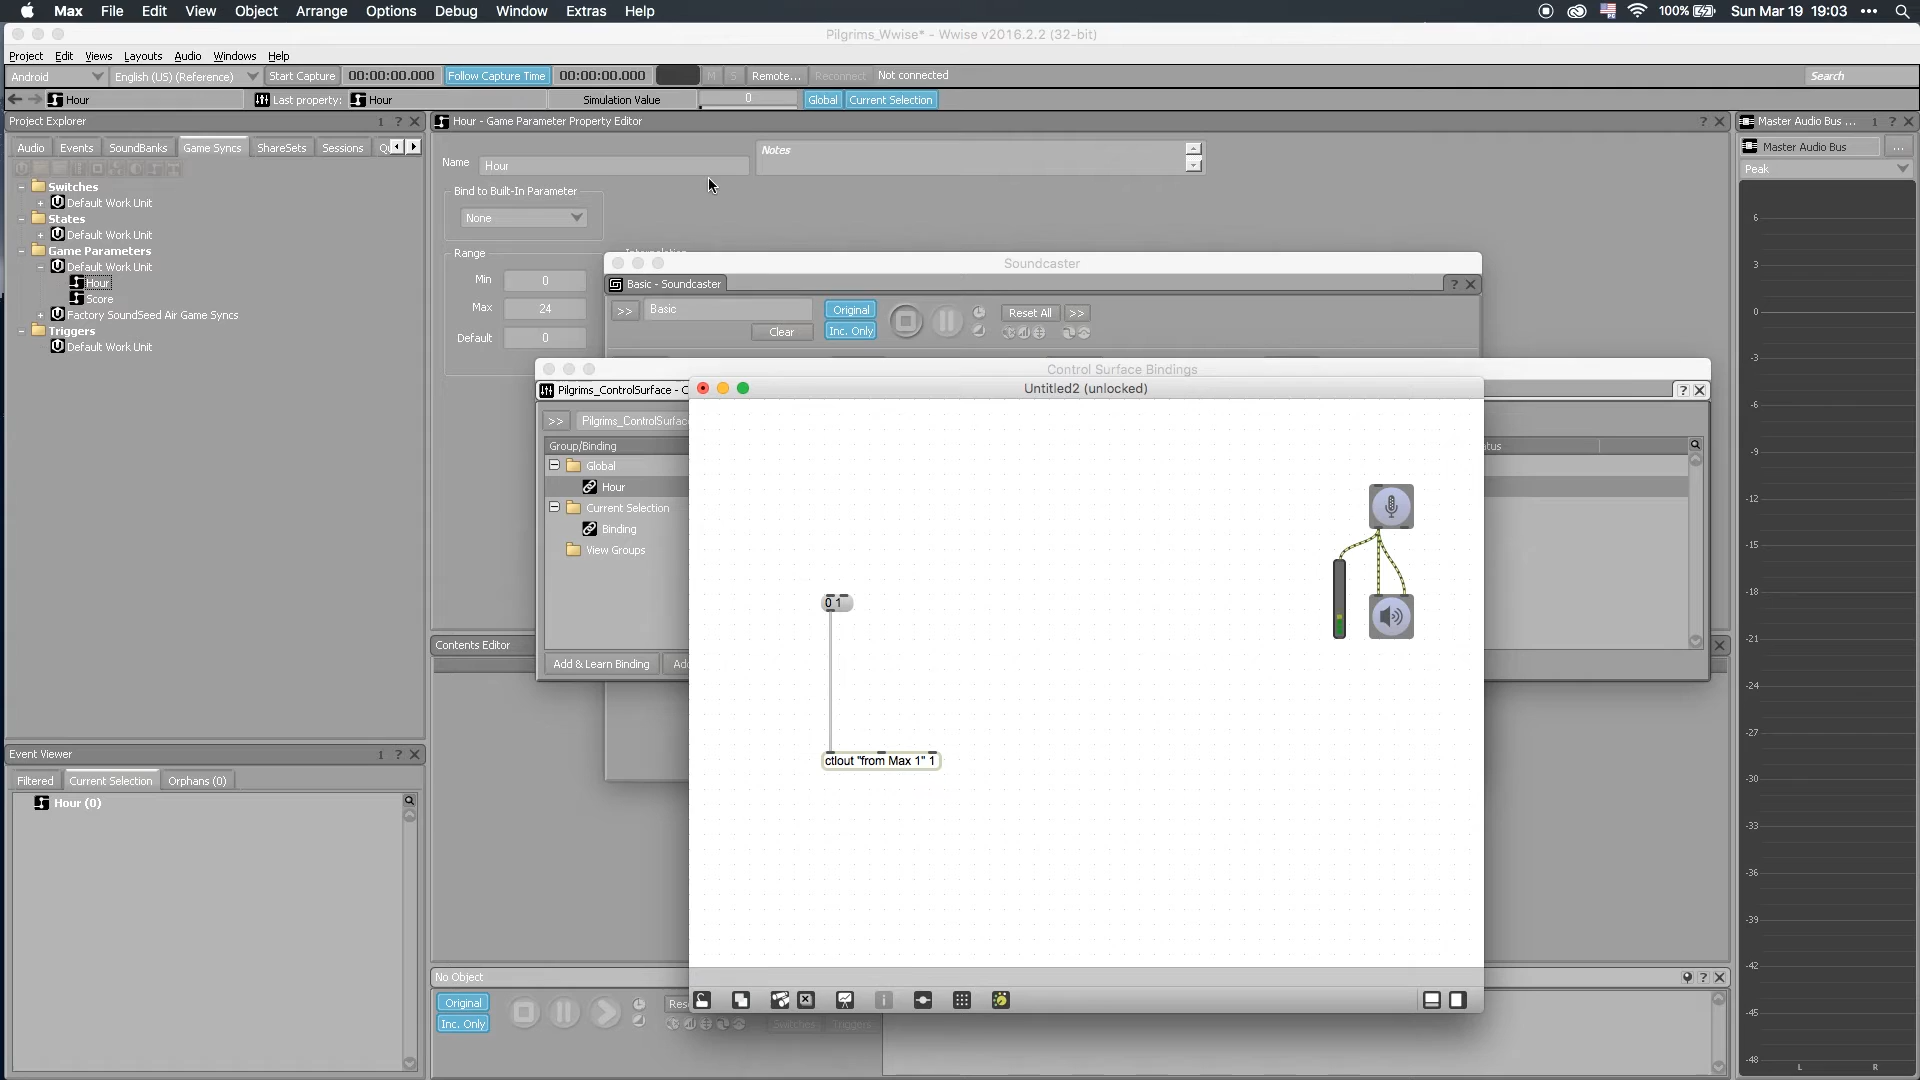 Max File Edit View Object Arrange Options Debug Window Extras Help
100% Sun Mar 19 19:03
Pilgrims_Wwise* - Wwise v2016.2.2 (32-bit)
Project Edit Views Layouts Audio Windows Help
Android English (US) (Reference) Start Capture 00:00:00.000 Follow Capture Time 00:00:00.000 M S Remote... Reconnect Not connected Search
Hour Last property: Hour Simulation Value 0 Global Current Selection
Project Explorer 1 ?
Hour - Game Parameter Property Editor ?
Master Audio Bus ... 1 ?
Audio Events SoundBanks Game Syncs ShareSets Sessions
Master Audio Bus ...
Peak
Name Hour
Notes
Bind to Built-In Parameter
None
Range
Min 0
Max 24
Default 0
Switches
Default Work Unit
States
Default Work Unit
Game Parameters
Default Work Unit
Hour
Score
Factory SoundSeed Air Game Syncs
Triggers
Default Work Unit
Soundcaster
Basic - Soundcaster ?
>> Basic Original Reset All >>
Clear Inc. Only
Control Surface Bindings
Pilgrims_ControlSurface - C ?
Untitled2 (unlocked)
>> Pilgrims_ControlSurfac
Group/Binding
tus
Global
Hour
Current Selection
Binding
View Groups
Add & Learn Binding Add
0 1
ctlout "from Max 1" 1
Contents Editor
Event Viewer 1 ?
Filtered Current Selection Orphans (0)
Hour (0)
No Object ?
Original Res
Inc. Only Switches Triggers
6
3
0
-3
-6
-9
-12
-15
-18
-21
-24
-27
-30
-33
-36
-39
-42
-45
-48
L R